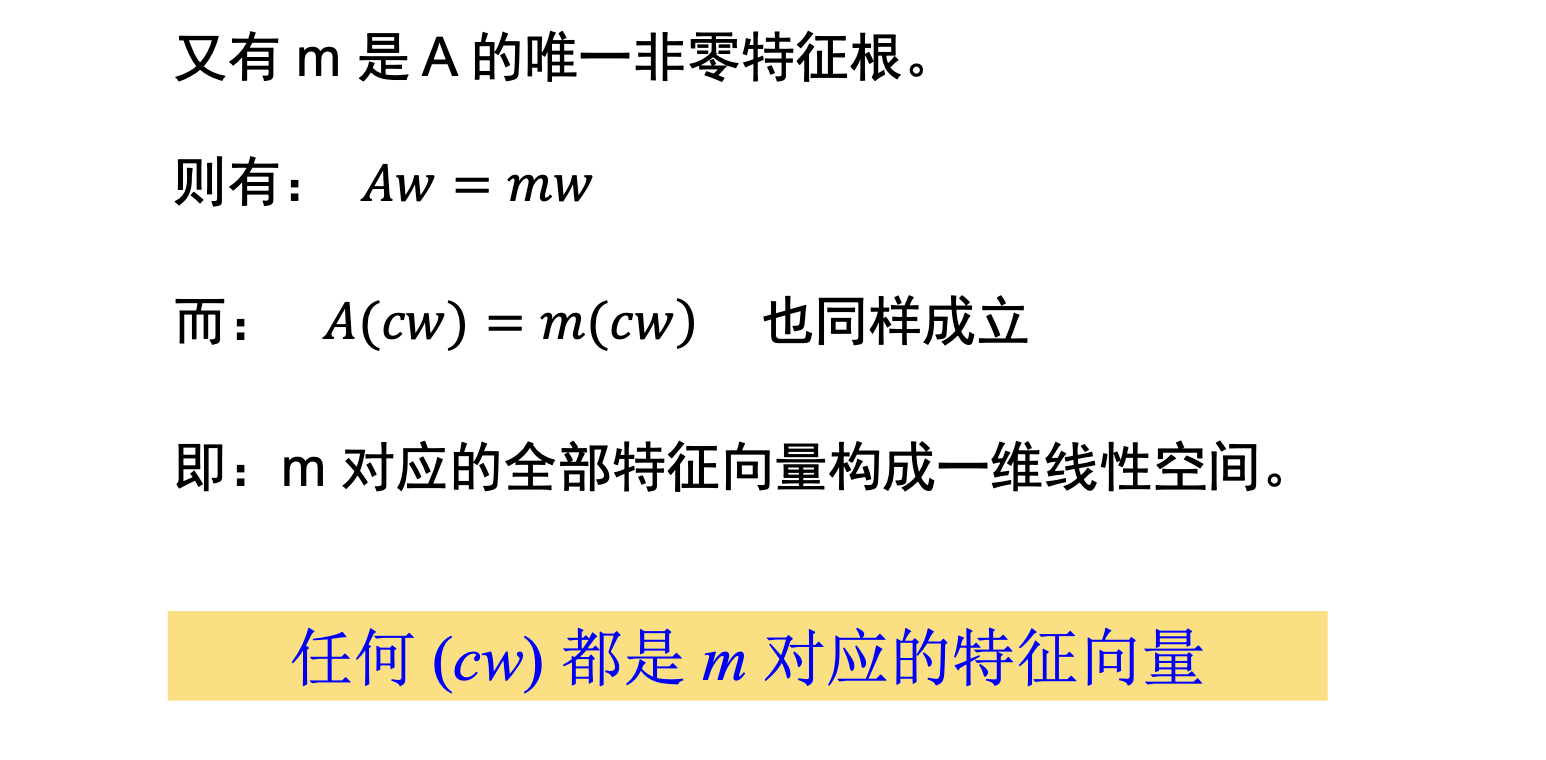 又有 m 是 A 的唯一非零特征根。
则有： Aw = mw
而： A(cw) = m(cw) 也同样成立
即：m 对应的全部特征向量构成一维线性空间。
任何 (cw) 都是 m 对应的特征向量